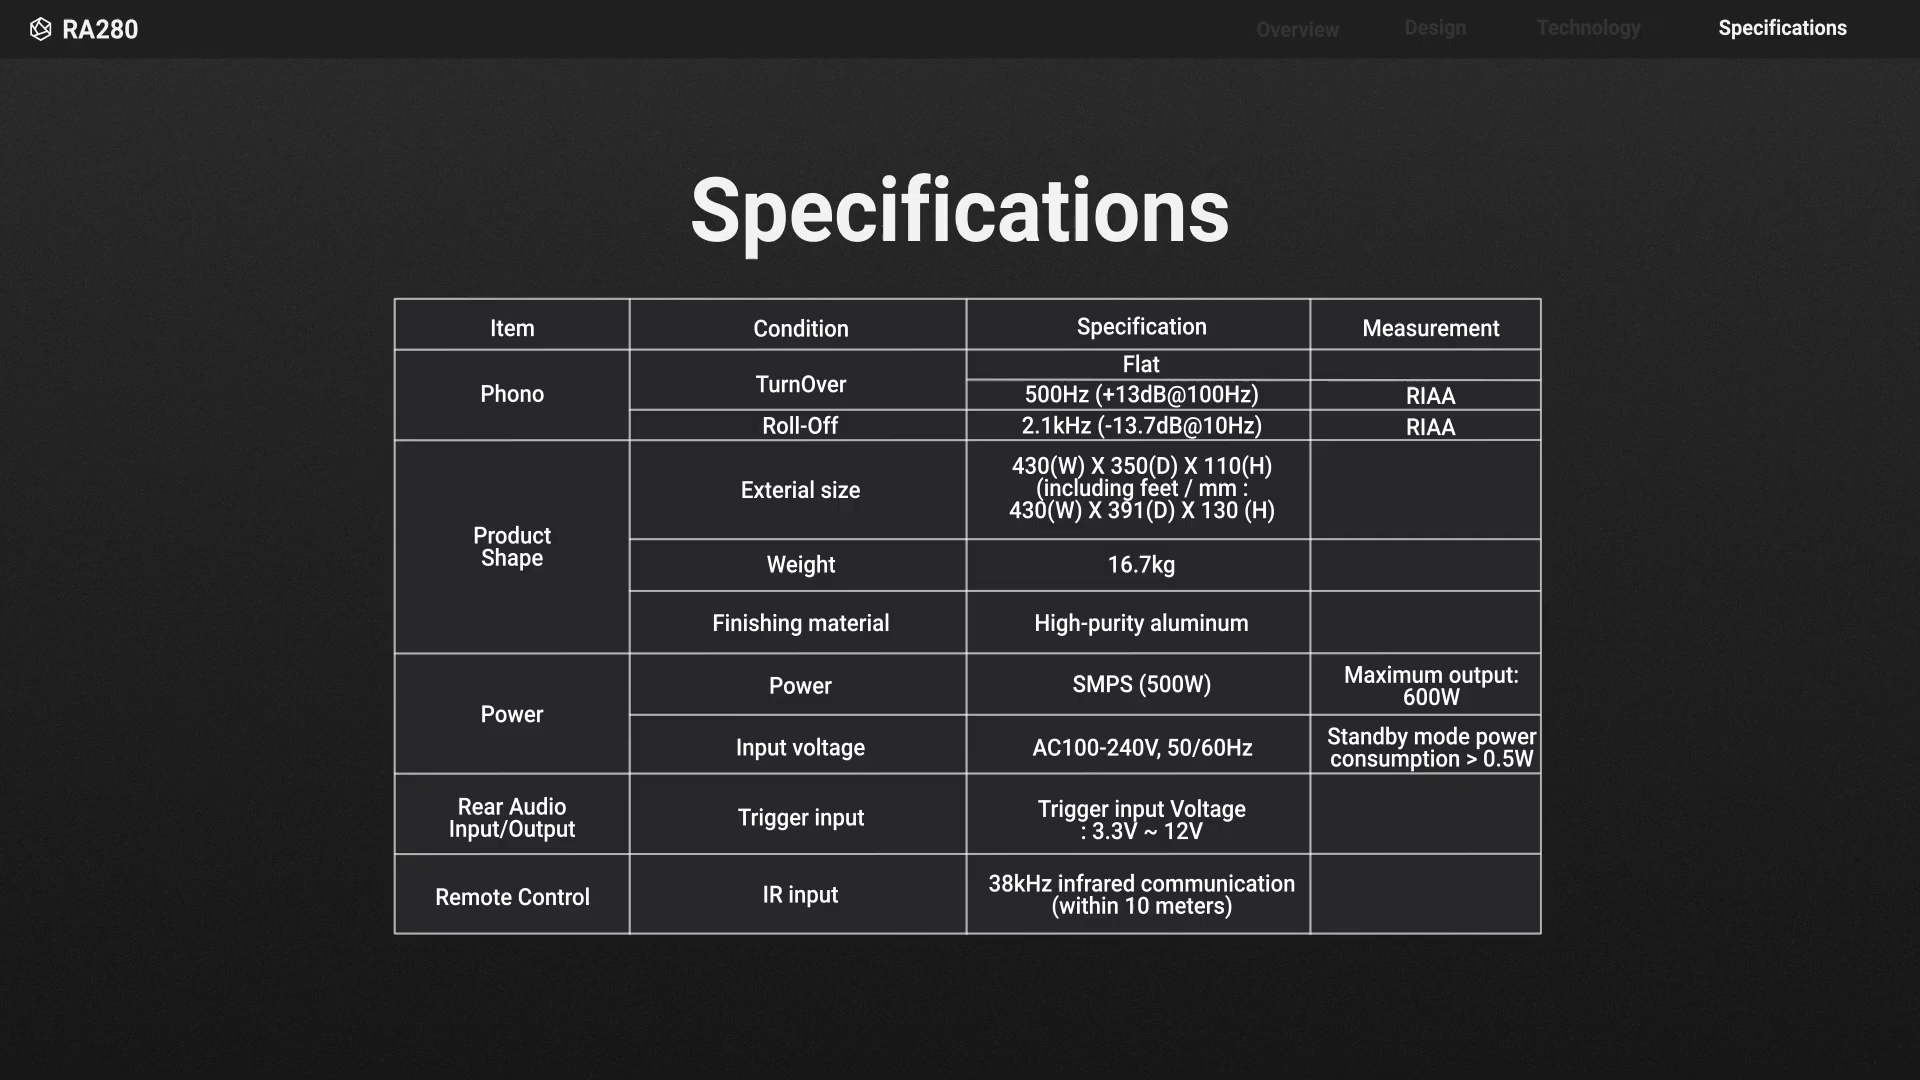 RA280
Overview
Design
Technology
Specifications
Specifications
Item
Condition
Specification
Measurement
Phono
TurnOver
Flat
500Hz (+13dB@100Hz)
RIAA
Roll-Off
2.1kHz (-13.7dB@10Hz)
RIAA
Product
Shape
Exterial size
430(W) X 350(D) X 110(H)
(including feet / mm :
430(W) X 391(D) X 130 (H)
Weight
16.7kg
Finishing material
High-purity aluminum
Power
Power
SMPS (500W)
Maximum output:
600W
Input voltage
AC100-240V, 50/60Hz
Standby mode power
consumption > 0.5W
Rear Audio
Input/Output
Trigger input
Trigger input Voltage
: 3.3V ~ 12V
Remote Control
IR input
38kHz infrared communication
(within 10 meters)